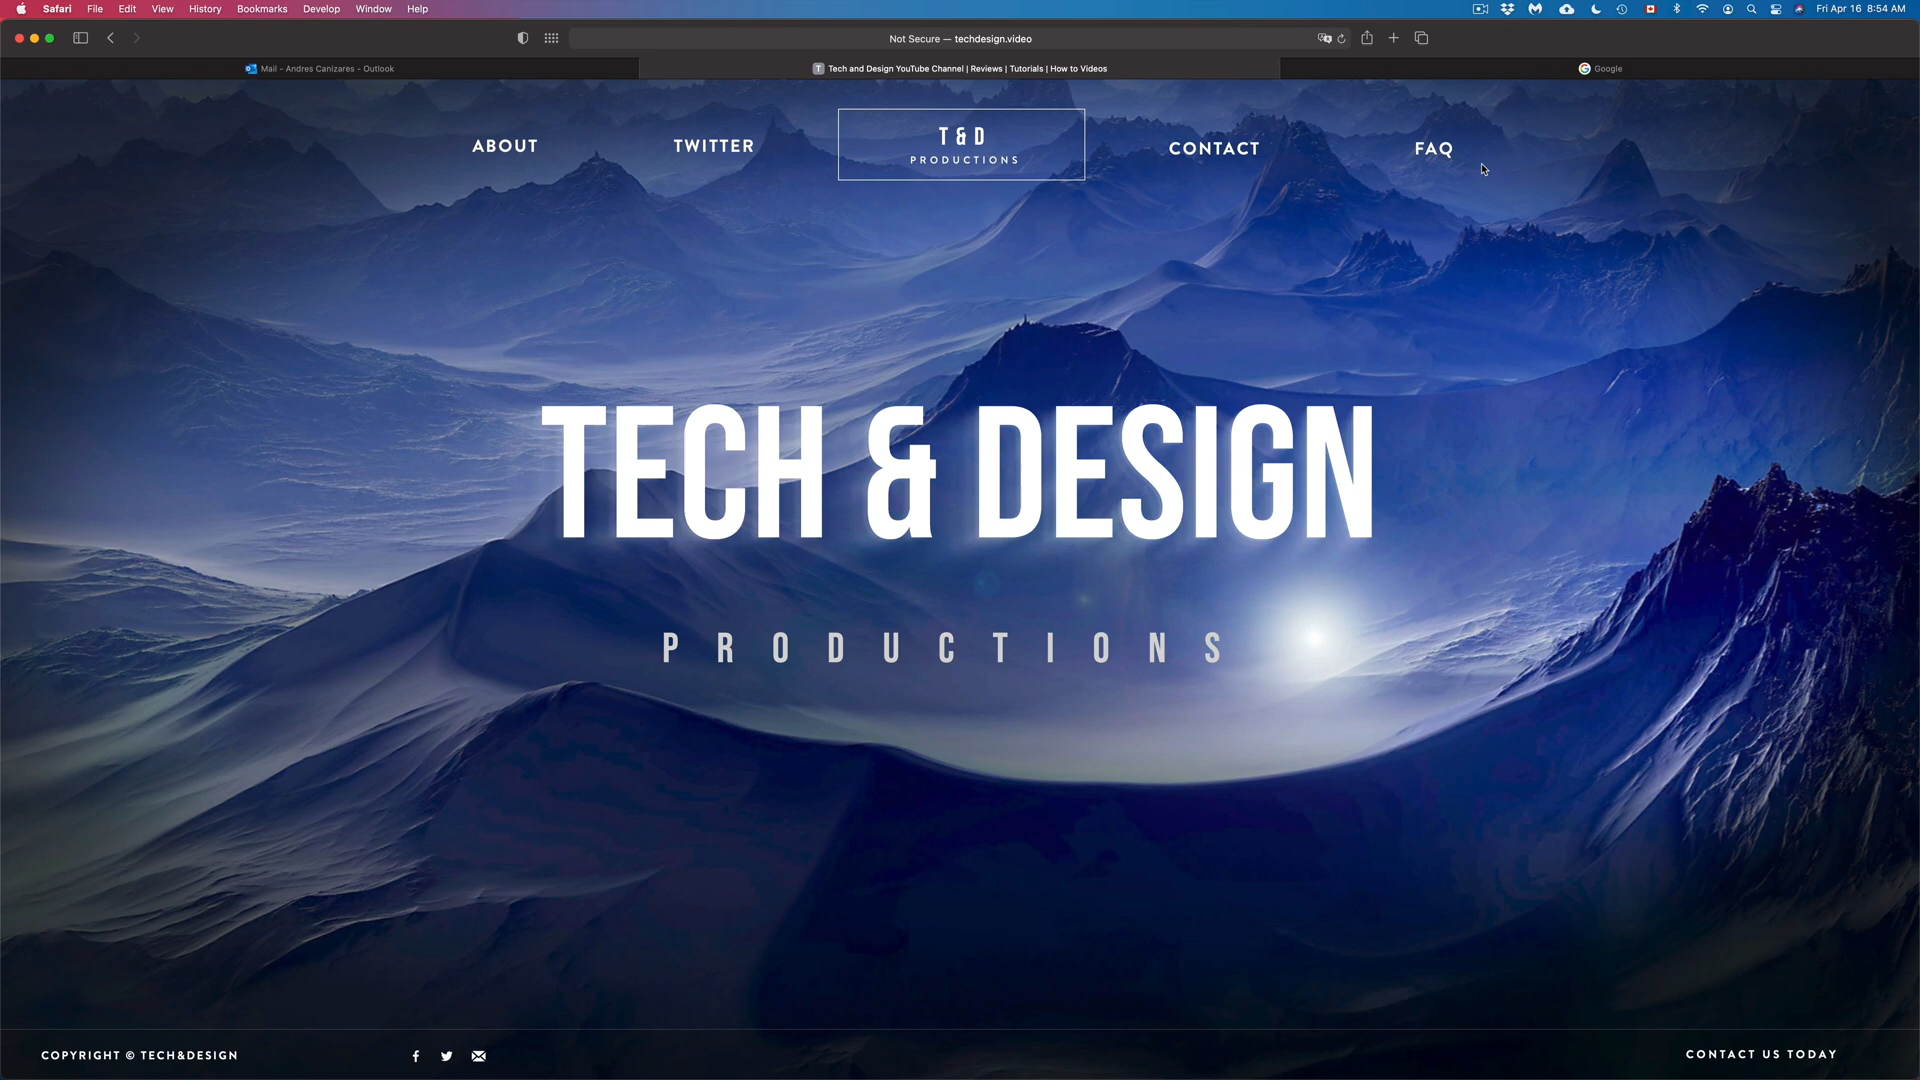 Safari File Edit View History Bookmarks Develop Window Help Fri Apr 16 8:54 AM
Not Secure — techdesign.video
Mail - Andres Canizares - Outlook
T Tech and Design YouTube Channel | Reviews | Tutorials | How to Videos
G Google
ABOUT
TWITTER
T & D
PRODUCTIONS
CONTACT
FAQ
TECH & DESIGN
PRODUCTIONS
COPYRIGHT © TECH&DESIGN
CONTACT US TODAY